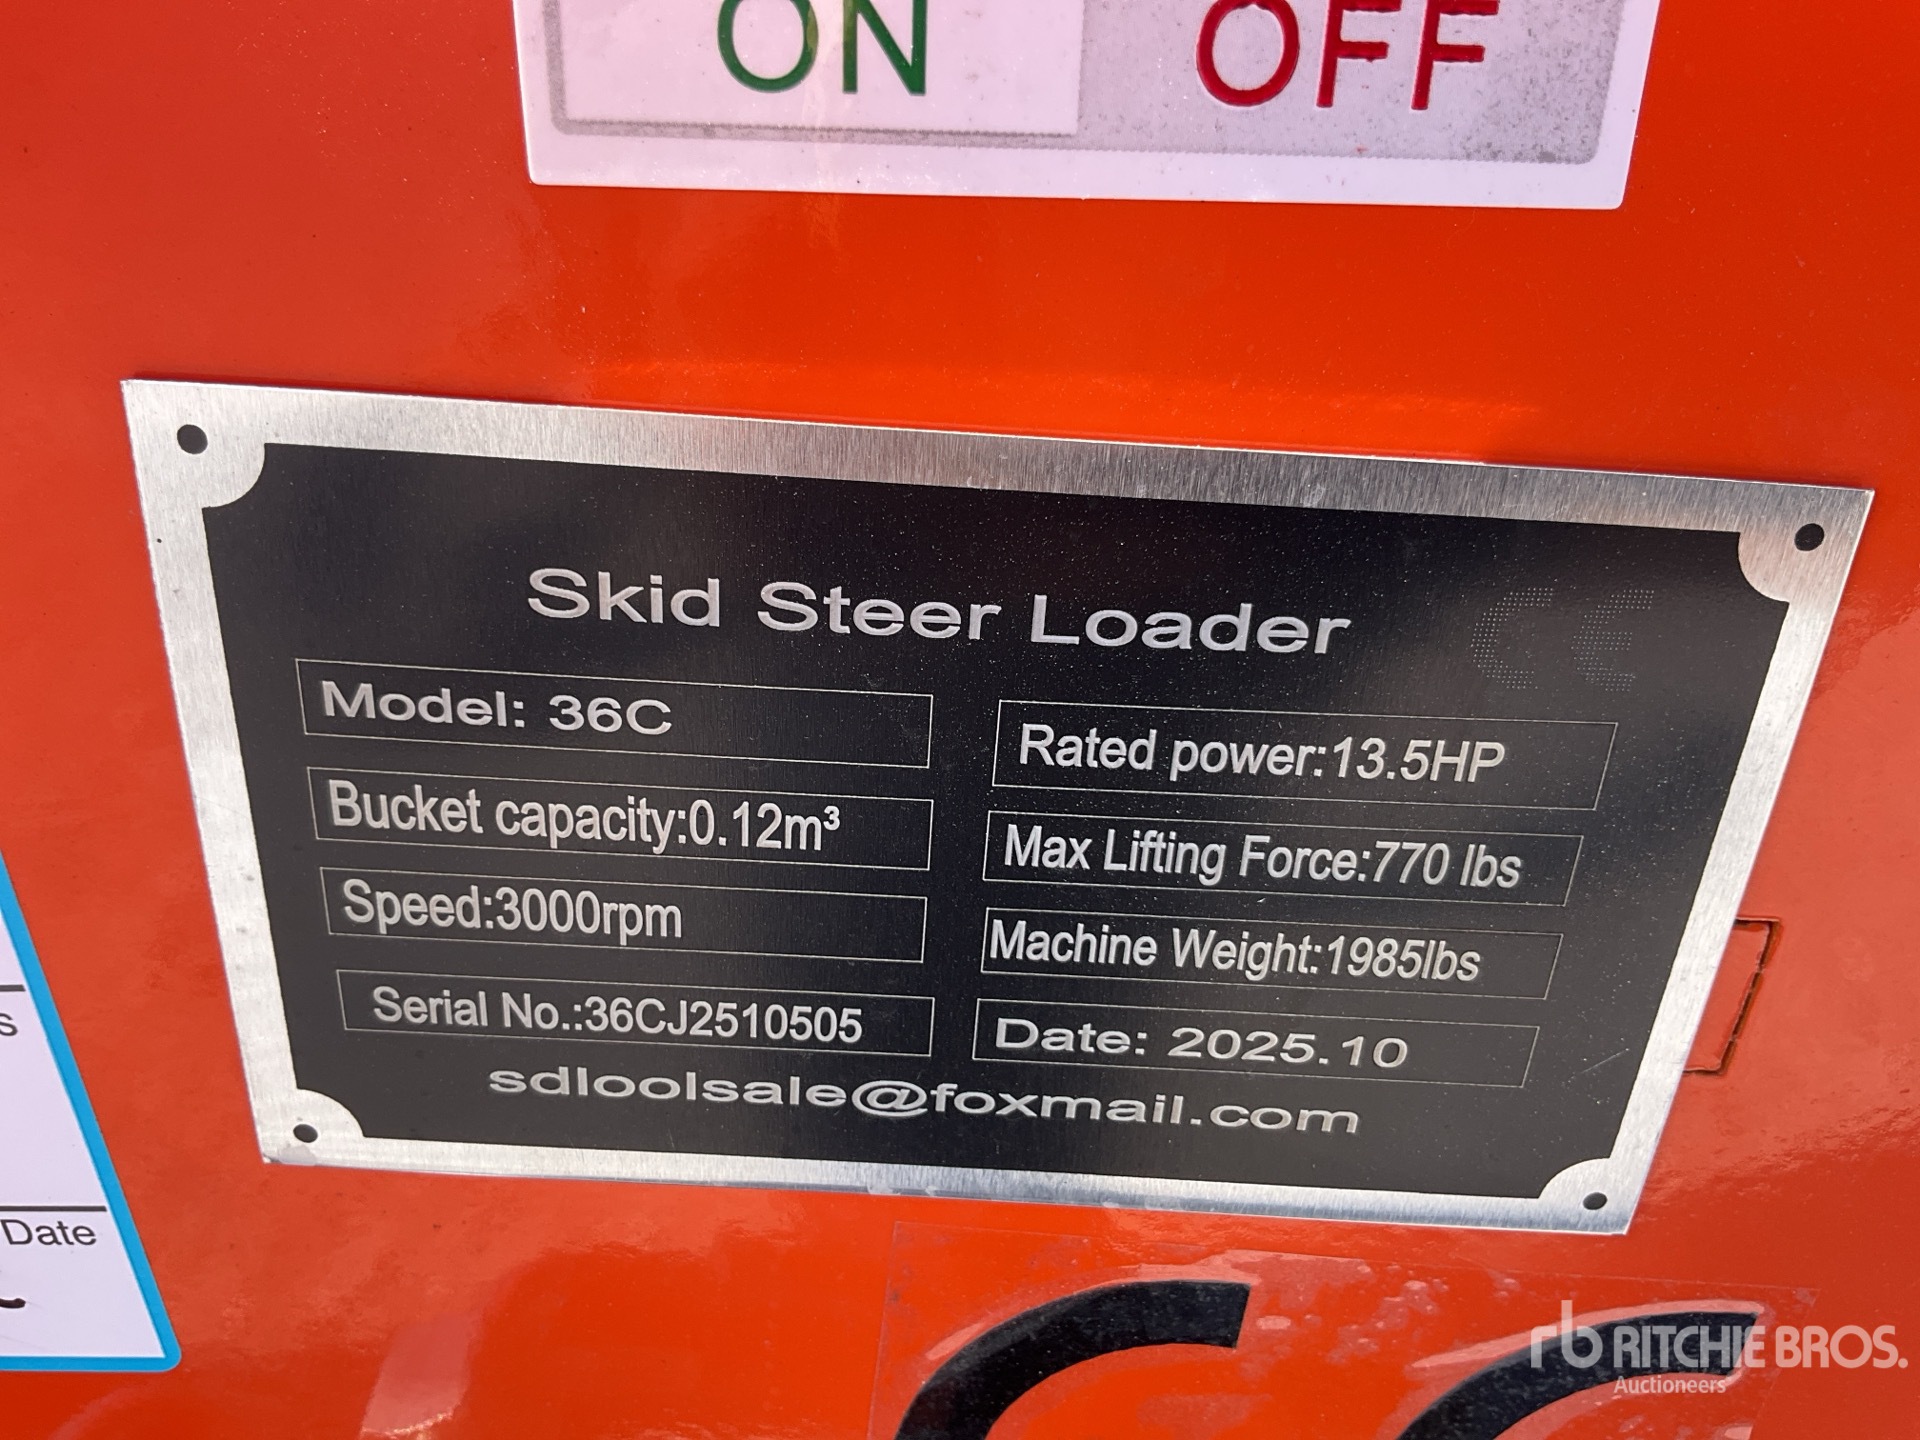 ON OFF
Skid Steer Loader
CE
Model: 36C
Rated power:13.5HP
Bucket capacity:0.12m³
Max Lifting Force:770 lbs
Speed:3000rpm
Machine Weight:1985lbs
Serial No.:36CJ2510505
Date: 2025.10
sdloolsale@foxmail.com
s
Date
rb RITCHIE BROS.
Auctioneers